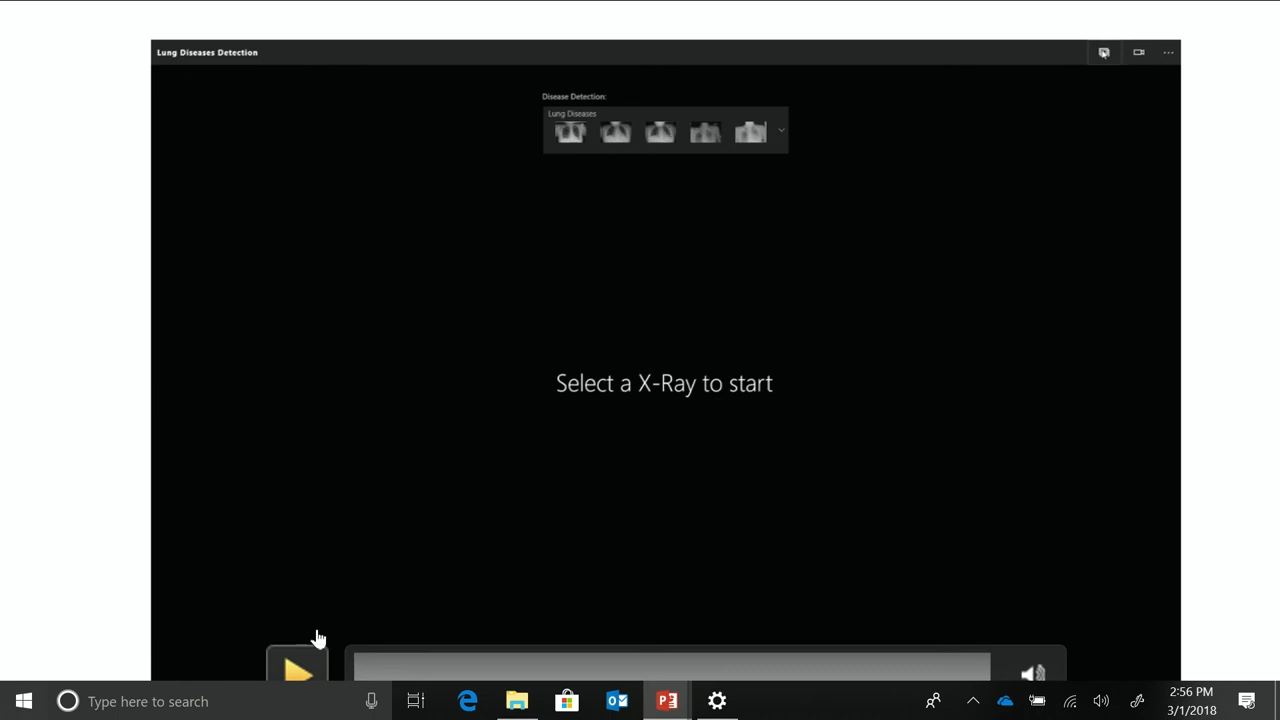 Lung Diseases Detection
Disease Detection:
Lung Diseases
Select a X-Ray to start
Type here to search
2:56 PM
3/1/2018